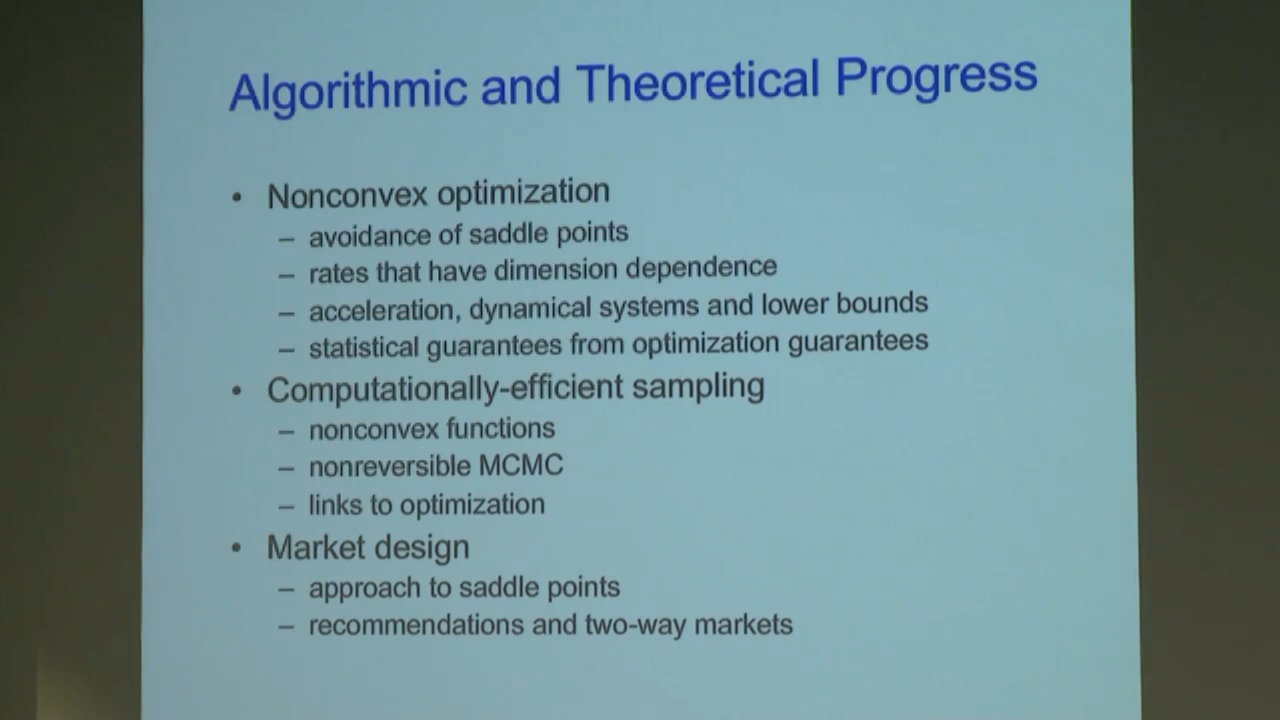 Algorithmic and Theoretical Progress
• Nonconvex optimization
– avoidance of saddle points
– rates that have dimension dependence
– acceleration, dynamical systems and lower bounds
– statistical guarantees from optimization guarantees
• Computationally-efficient sampling
– nonconvex functions
– nonreversible MCMC
– links to optimization
• Market design
– approach to saddle points
– recommendations and two-way markets